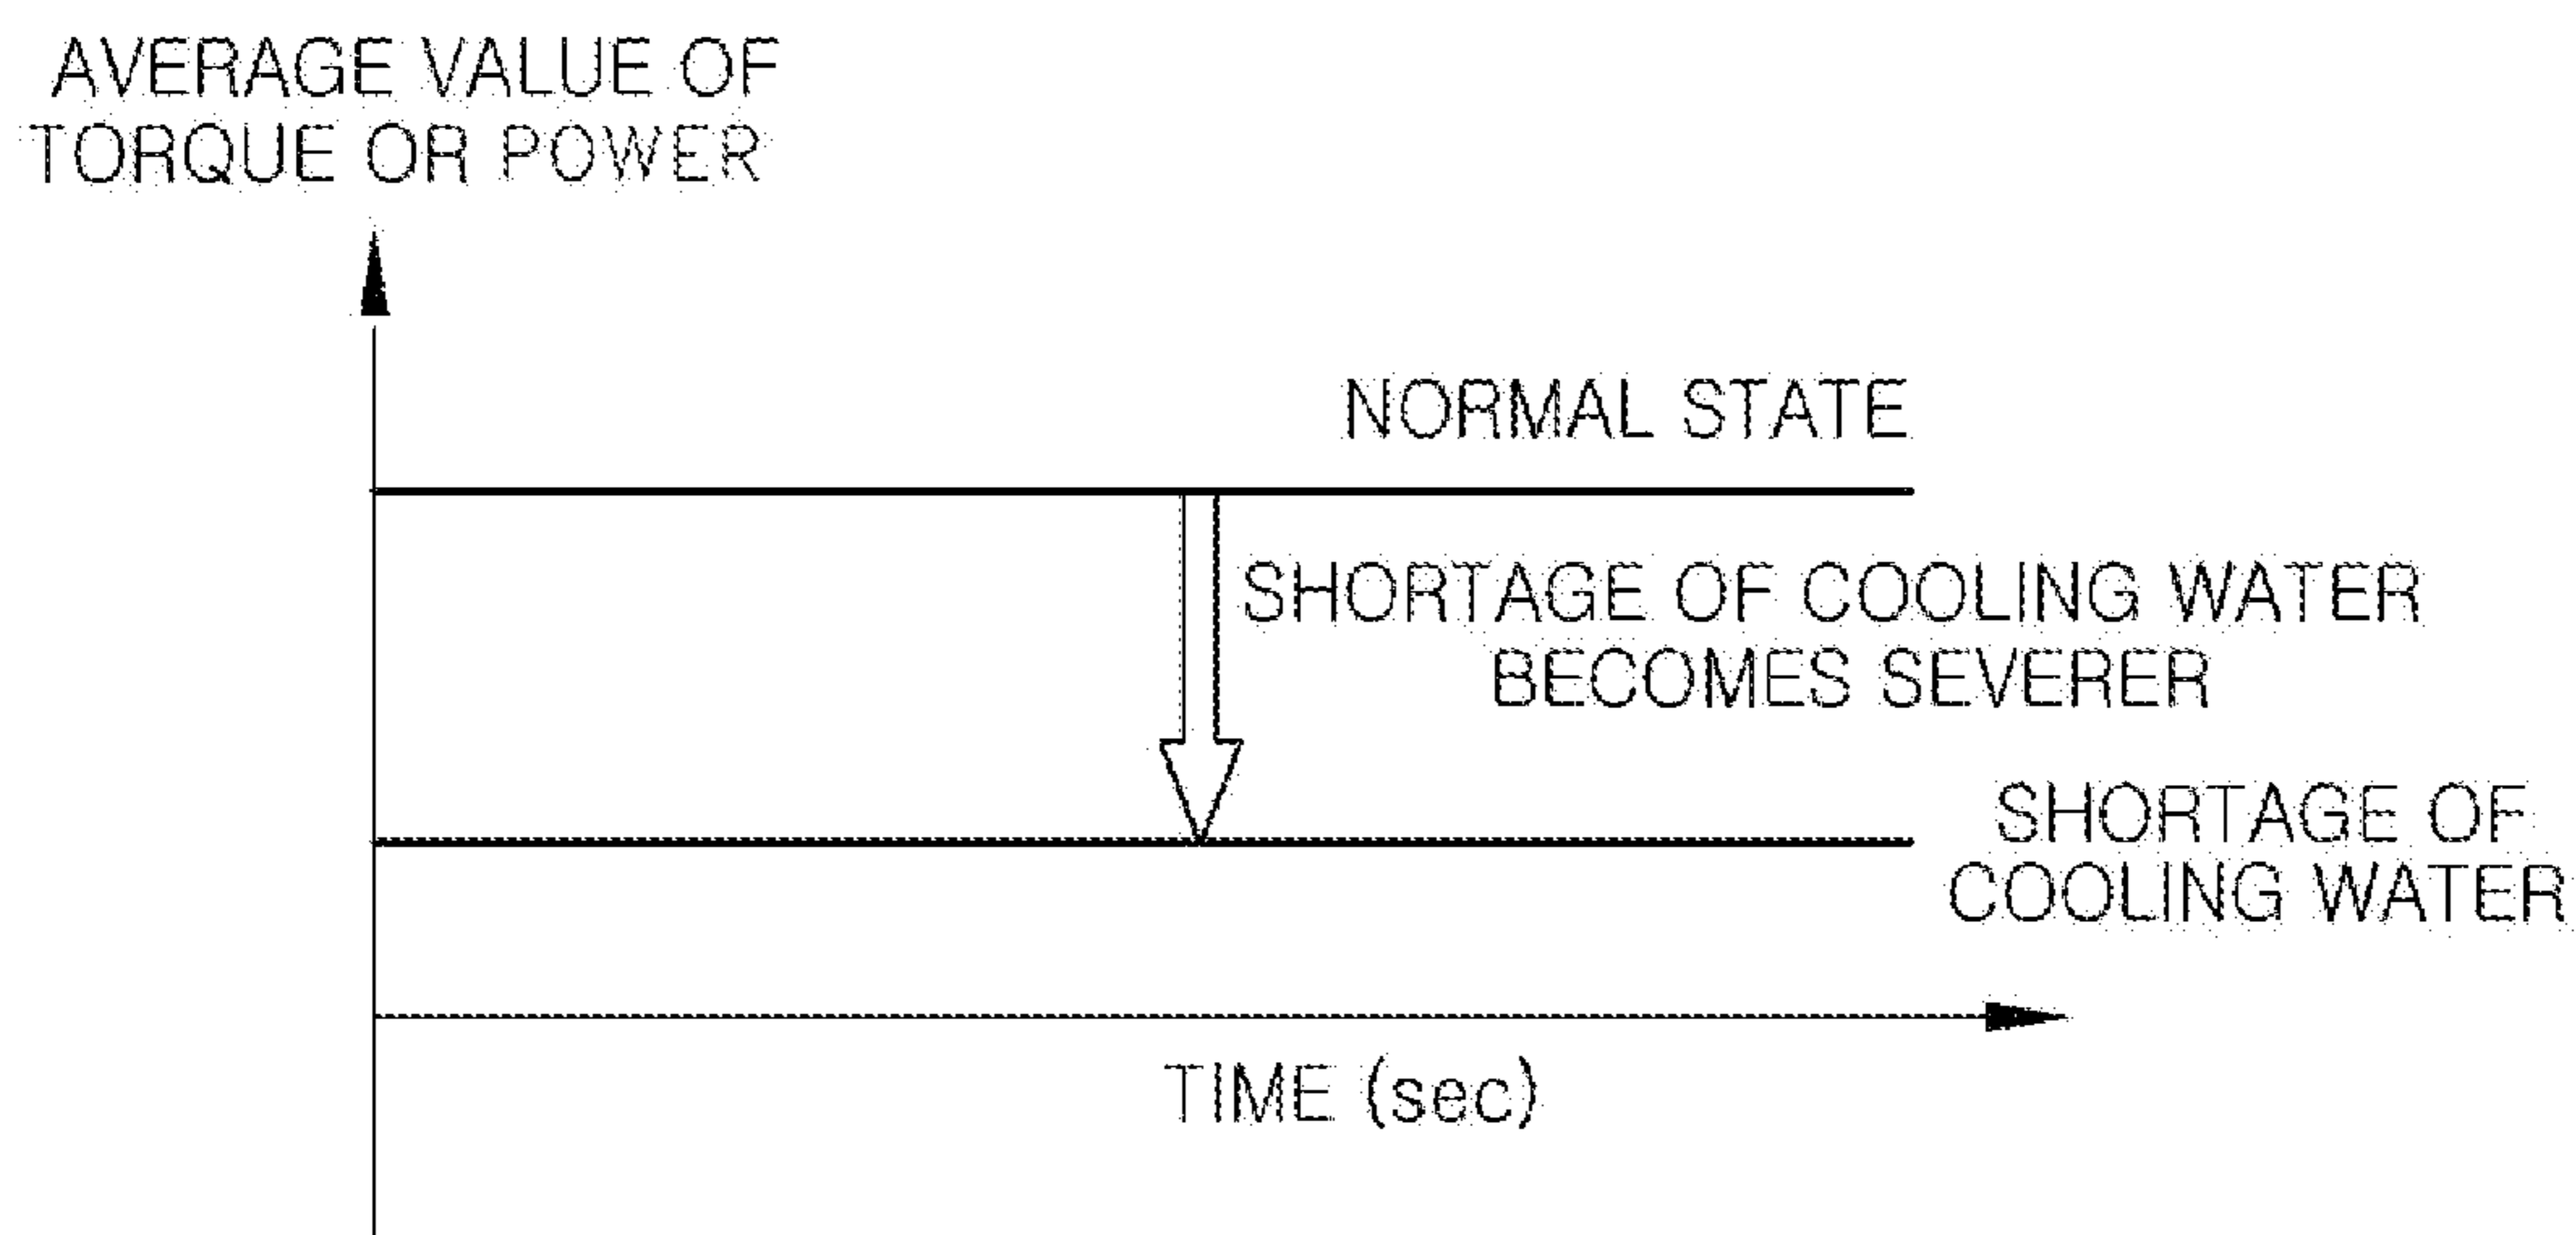 AVERAGE VALUE OF
TORQUE OR POWER
NORMAL STATE
SHORTAGE OF COOLING WATER
BECOMES SEVERER
SHORTAGE OF
COOLING WATER
TIME (sec)